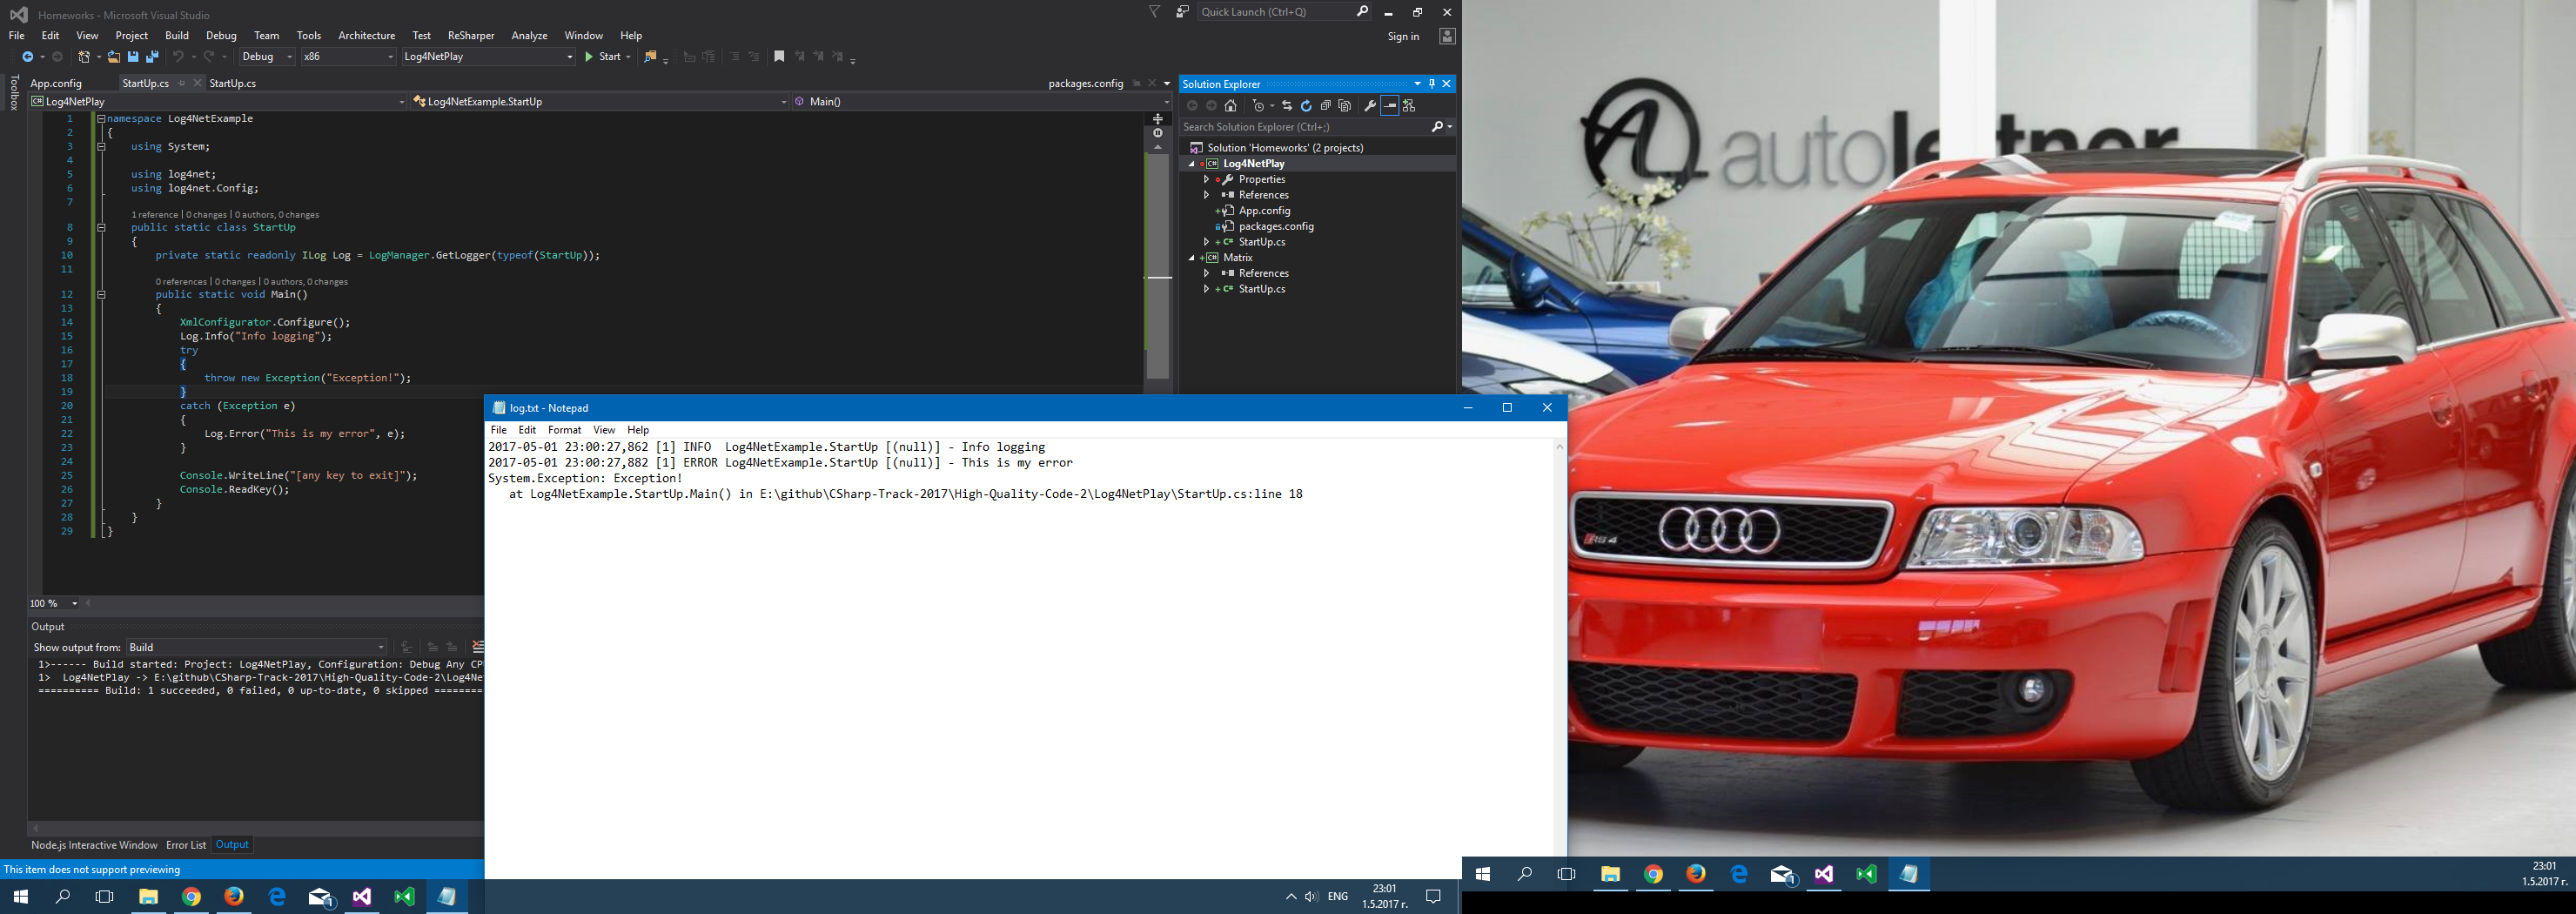 Homeworks - Microsoft Visual Studio
Quick Launch (Ctrl+Q)
File Edit View Project Build Debug Team Tools Architecture Test ReSharper Analyze Window Help
Sign in
Debug x86 Log4NetPlay Start
Toolbox
App.config StartUp.cs StartUp.cs packages.config
Log4NetPlay Log4NetExample.StartUp Main()
1 namespace Log4NetExample
2 {
3 using System;
4
5 using log4net;
6 using log4net.Config;
7
1 reference | 0 changes | 0 authors, 0 changes
8 public static class StartUp
9 {
10 private static readonly ILog Log = LogManager.GetLogger(typeof(StartUp));
11
0 references | 0 changes | 0 authors, 0 changes
12 public static void Main()
13 {
14 XmlConfigurator.Configure();
15 Log.Info("Info logging");
16 try
17 {
18 throw new Exception("Exception!");
19 }
20 catch (Exception e)
21 {
22 Log.Error("This is my error", e);
23 }
24
25 Console.WriteLine("[any key to exit]");
26 Console.ReadKey();
27 }
28 }
29 }
100 %
Solution Explorer
Search Solution Explorer (Ctrl+;)
Solution 'Homeworks' (2 projects)
C# Log4NetPlay
Properties
References
App.config
packages.config
C# StartUp.cs
C# Matrix
References
C# StartUp.cs
Output
Show output from: Build
1>------ Build started: Project: Log4NetPlay, Configuration: Debug Any CP
1> Log4NetPlay -> E:\github\CSharp-Track-2017\High-Quality-Code-2\Log4Ne
========== Build: 1 succeeded, 0 failed, 0 up-to-date, 0 skipped ========
Node.js Interactive Window Error List Output
This item does not support previewing
log.txt - Notepad
File Edit Format View Help
2017-05-01 23:00:27,862 [1] INFO  Log4NetExample.StartUp [(null)] - Info logging
2017-05-01 23:00:27,882 [1] ERROR Log4NetExample.StartUp [(null)] - This is my error
System.Exception: Exception!
at Log4NetExample.StartUp.Main() in E:\github\CSharp-Track-2017\High-Quality-Code-2\Log4NetPlay\StartUp.cs:line 18
1
ENG
23:01
1.5.2017 г.
autoleitner
RS 4
1
23:01
1.5.2017 г.